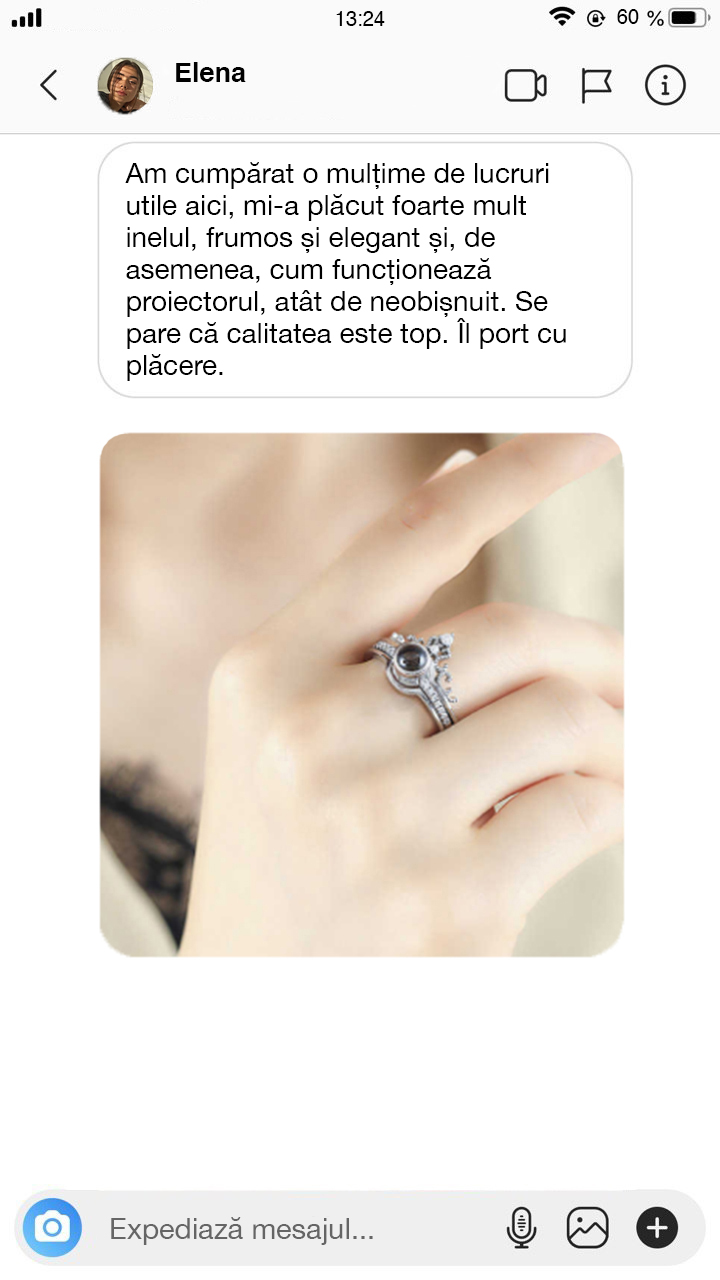 13:24
60 %
Elena
Am cumpărat o mulțime de lucruri
utile aici, mi-a plăcut foarte mult
inelul, frumos și elegant și, de
asemenea, cum funcționează
proiectorul, atât de neobișnuit. Se
pare că calitatea este top. Îl port cu
plăcere.
Expediază mesajul...